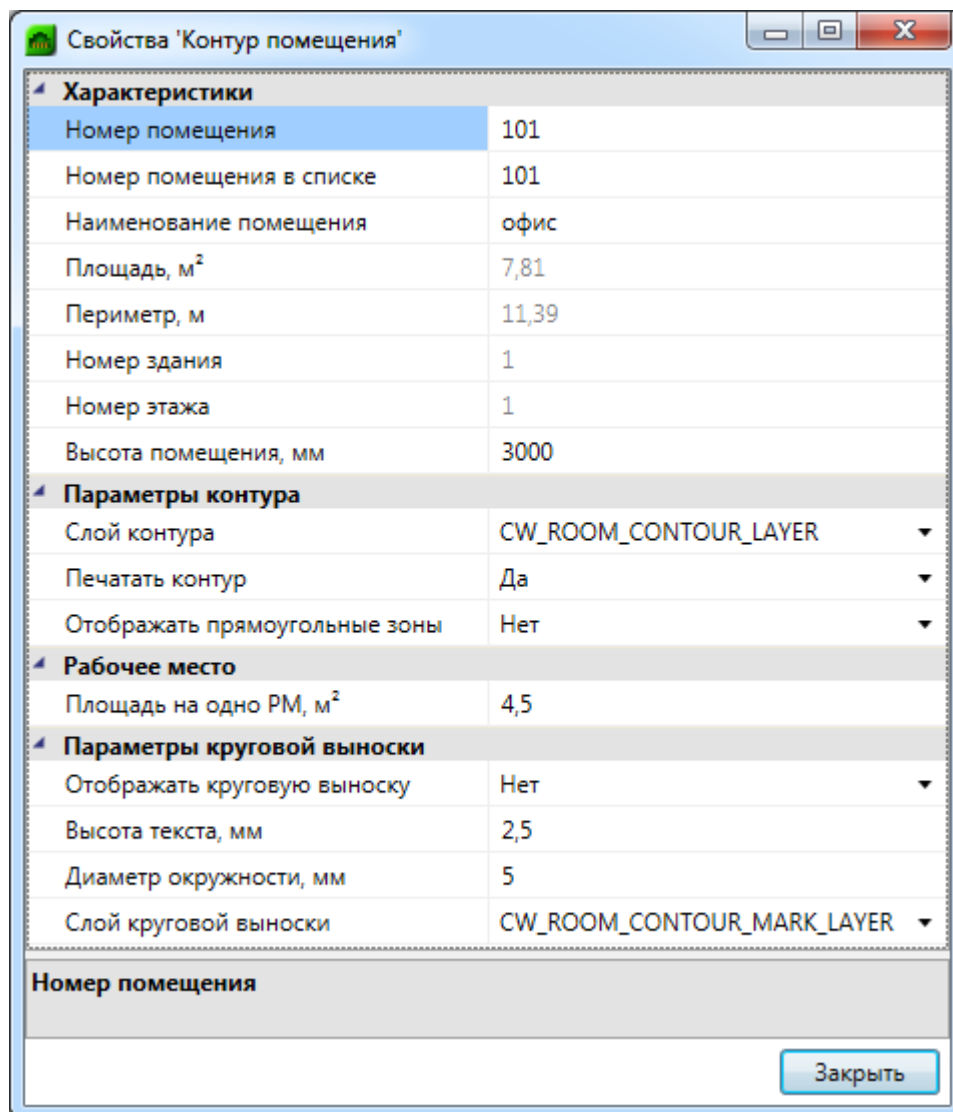 Свойства 'Контур помещения'
Характеристики
Номер помещения 101
Номер помещения в списке 101
Наименование помещения офис
Площадь, м² 7,81
Периметр, м 11,39
Номер здания 1
Номер этажа 1
Высота помещения, мм 3000
Параметры контура
Слой контура CW_ROOM_CONTOUR_LAYER
Печатать контур Да
Отображать прямоугольные зоны Нет
Рабочее место
Площадь на одно РМ, м² 4,5
Параметры круговой выноски
Отображать круговую выноску Нет
Высота текста, мм 2,5
Диаметр окружности, мм 5
Слой круговой выноски CW_ROOM_CONTOUR_MARK_LAYER
Номер помещения
Закрыть